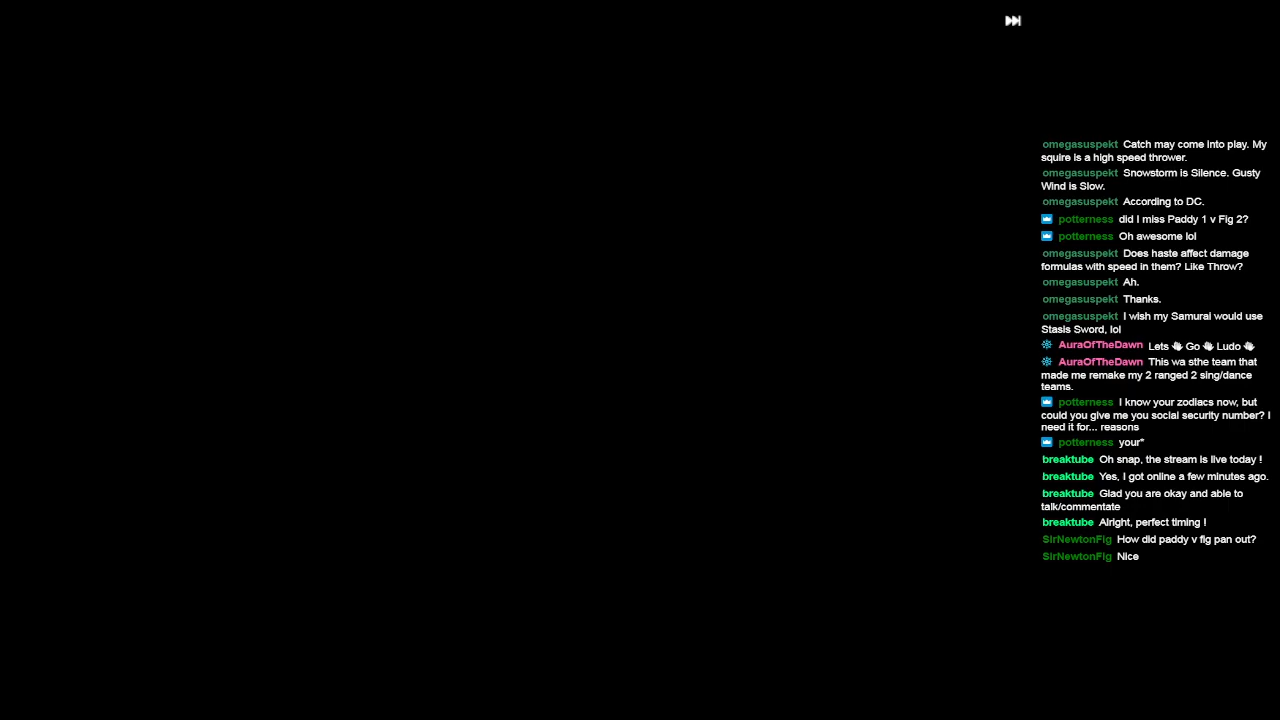 omegasuspekt Catch may come into play. My
squire is a high speed thrower.
omegasuspekt Snowstorm is Silence. Gusty
Wind is Slow.
omegasuspekt According to DC.
potterness did I miss Paddy 1 v Fig 2?
potterness Oh awesome lol
omegasuspekt Does haste affect damage
formulas with speed in them? Like Throw?
omegasuspekt Ah.
omegasuspekt Thanks.
omegasuspekt I wish my Samurai would use
Stasis Sword, lol
AuraOfTheDawn Lets 👏 Go 👏 Ludo 👏
AuraOfTheDawn This wa sthe team that
made me remake my 2 ranged 2 sing/dance
teams.
potterness I know your zodiacs now, but
could you give me you social security number? I
need it for... reasons
potterness your*
breaktube Oh snap, the stream is live today !
breaktube Yes, I got online a few minutes ago.
breaktube Glad you are okay and able to
talk/commentate
breaktube Alright, perfect timing !
SirNewtonFig How did paddy v fig pan out?
SirNewtonFig Nice